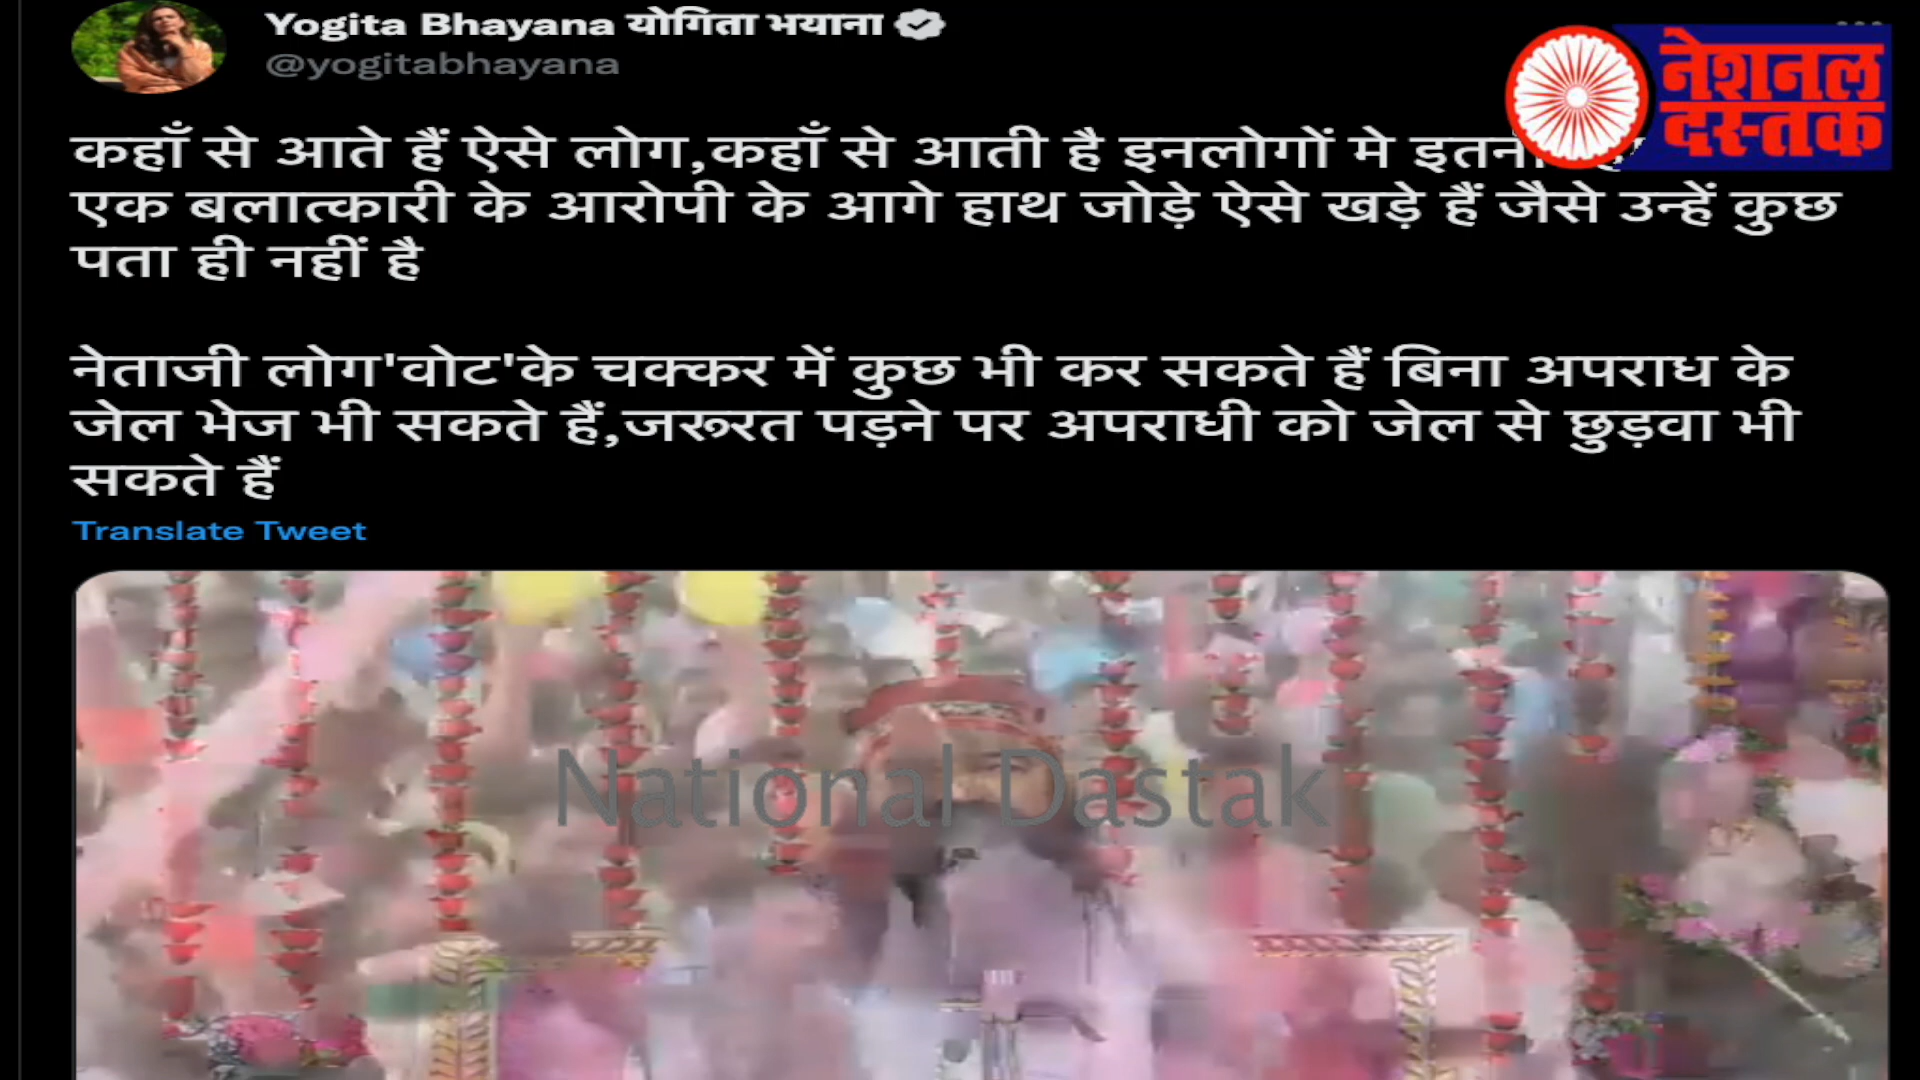 Yogita Bhayana योगिता भयाना
@yogitabhayana
नेशनल
दस्तक
कहाँ से आते हैं ऐसे लोग,कहाँ से आती है इनलोगों मे
एक बलात्कारी के आरोपी के आगे हाथ जोड़े ऐसे खड़े हैं जैसे उन्हें कुछ
पता ही नहीं है
नेताजी लोग'वोट'के चक्कर में कुछ भी कर सकते हैं बिना अपराध के
जेल भेज भी सकते हैं,जरूरत पड़ने पर अपराधी को जेल से छुड़वा भी
सकते हैं
Translate Tweet
National Dastak